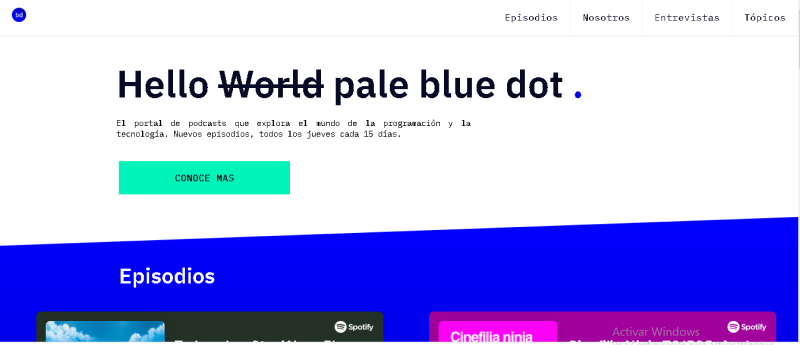 bd
Episodios
Nosotros
Entrevistas
Tópicos
Hello World pale blue dot .
El portal de podcasts que explora el mundo de la programación y la
tecnología. Nuevos episodios, todos los jueves cada 15 días.
CONOCE MAS
Episodios
Spotify
Cinefilia ninja
Spotify
Activar Windows